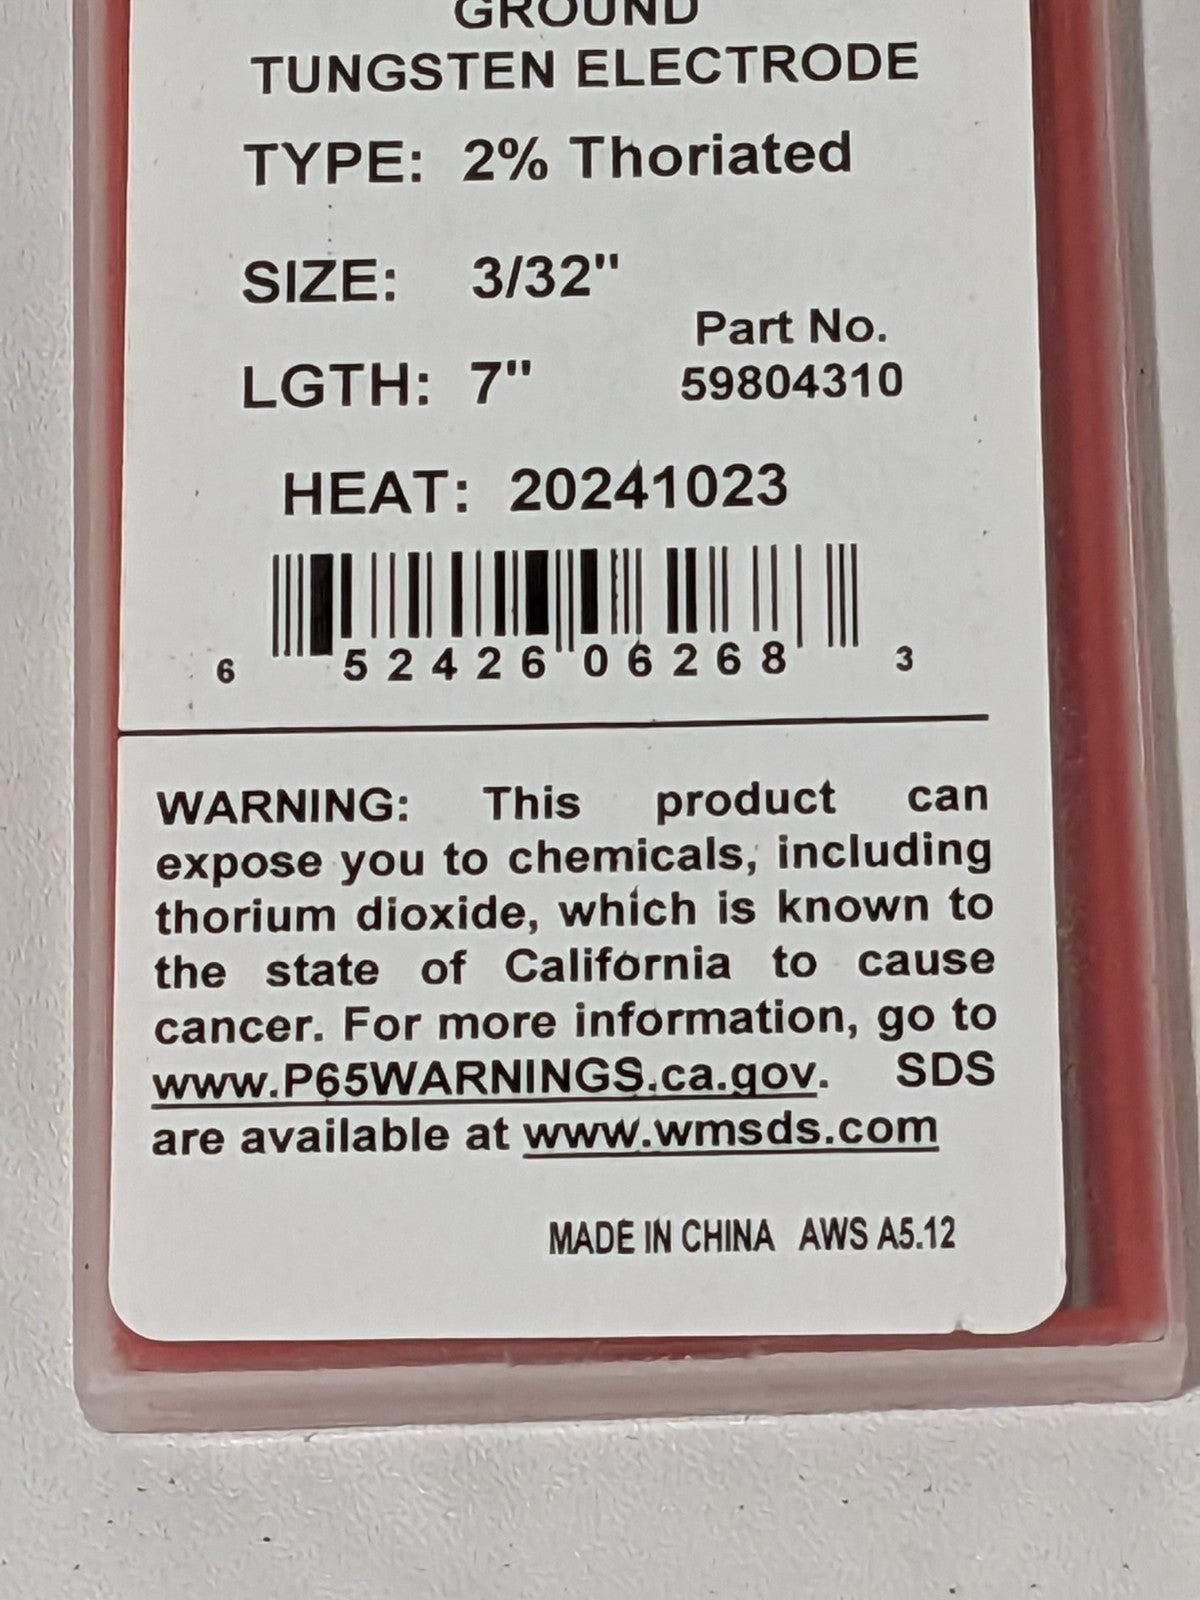 GROUND
TUNGSTEN ELECTRODE
TYPE: 2% Thoriated
SIZE: 3/32"
Part No.
LGTH: 7" 59804310
HEAT: 20241023
6 52426 06268 3
WARNING: This product can
expose you to chemicals, including
thorium dioxide, which is known to
the state of California to cause
cancer. For more information, go to
www.P65WARNINGS.ca.gov. SDS
are available at www.wmsds.com
MADE IN CHINA AWS A5.12